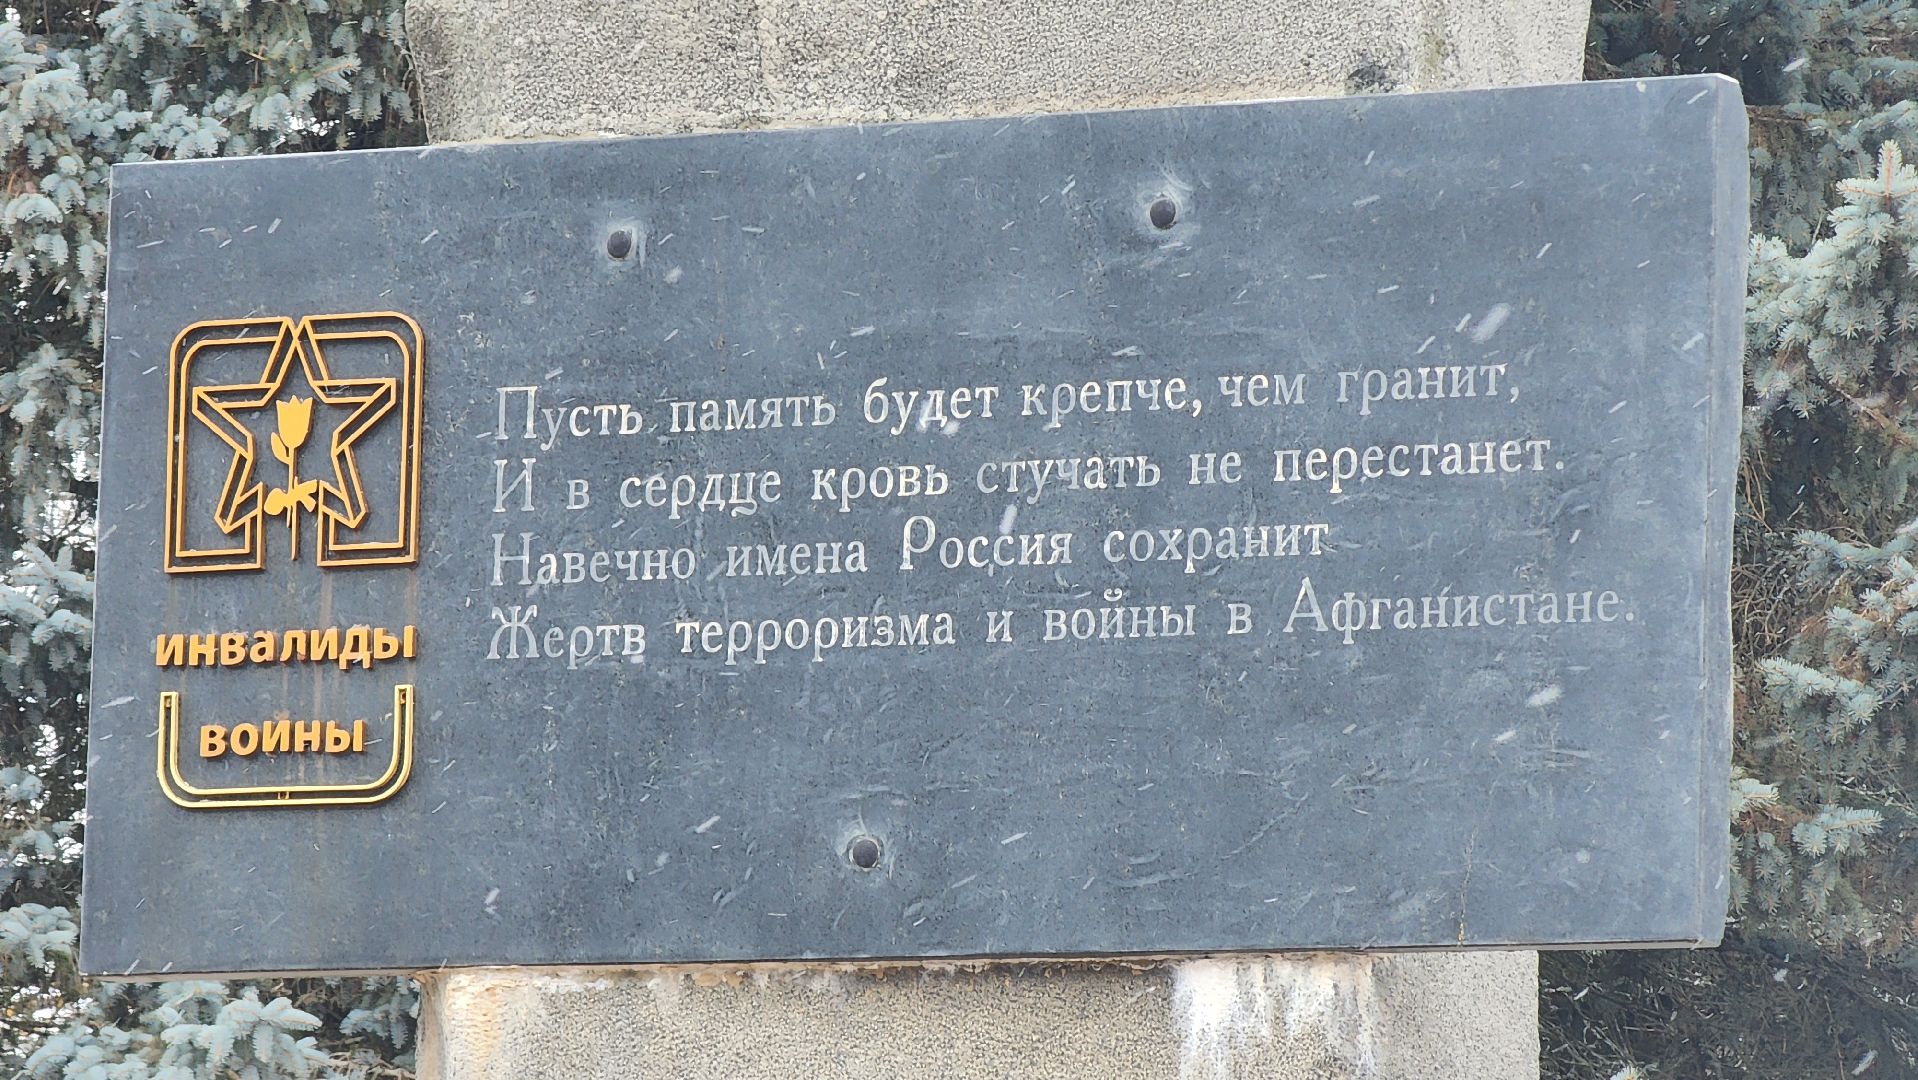 инвалиды
войны
Пусть память будет крепче, чем гранит,
И в сердце кровь стучать не перестанет.
Навечно имена Россия сохранит
Жертв терроризма и войны в Афганистане.